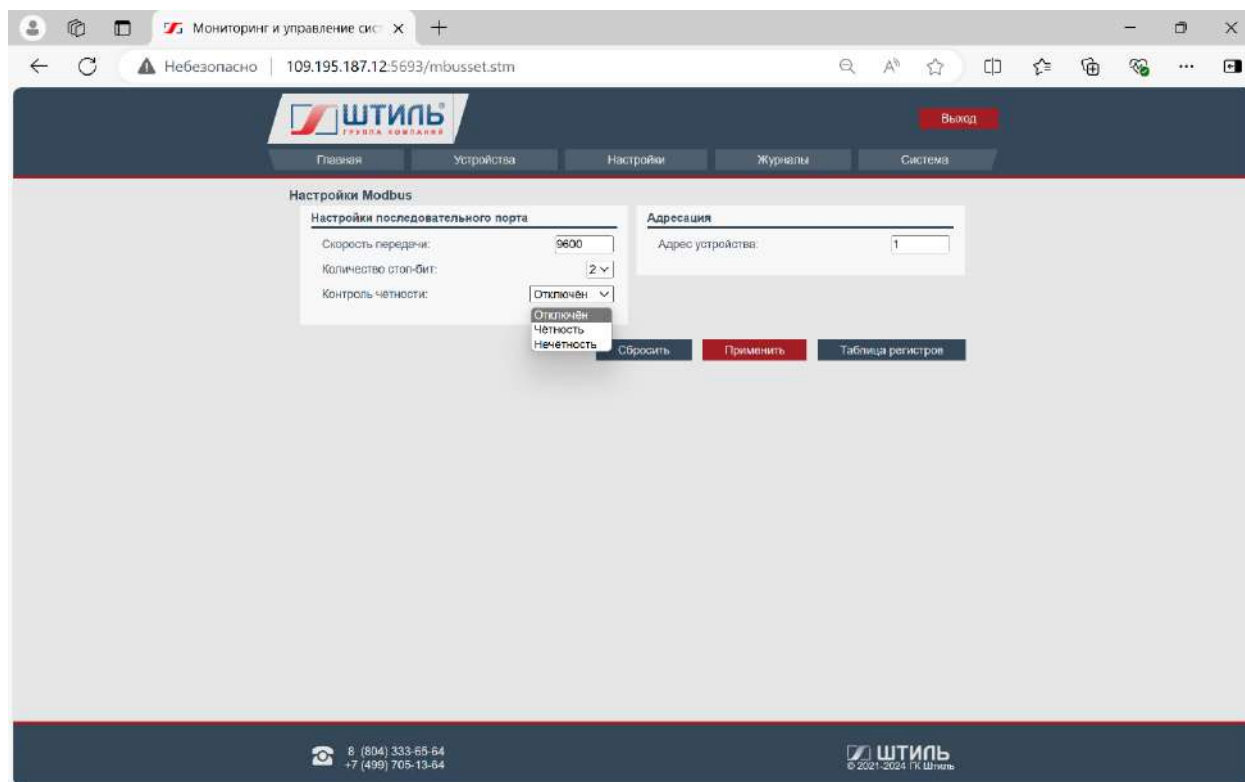 Мониторинг и управление сис
Небезопасно 109.195.187.12:5693/mbusset.stm
ШТИЛЬ
ГРУППА КОМПАНИЙ
Выход
Главная Устройства Настройки Журналы Система
Настройки Modbus
Настройки последовательного порта
Скорость передачи: 9600
Количество стоп-бит: 2
Контроль чётности: Отключён
Отключён
Чётность
Нечётность
Адресация
Адрес устройства: 1
Сбросить Применить Таблица регистров
8 (804) 333-65-64
+7 (499) 705-13-64
ШТИЛЬ
© 2021-2024 ГК Штиль